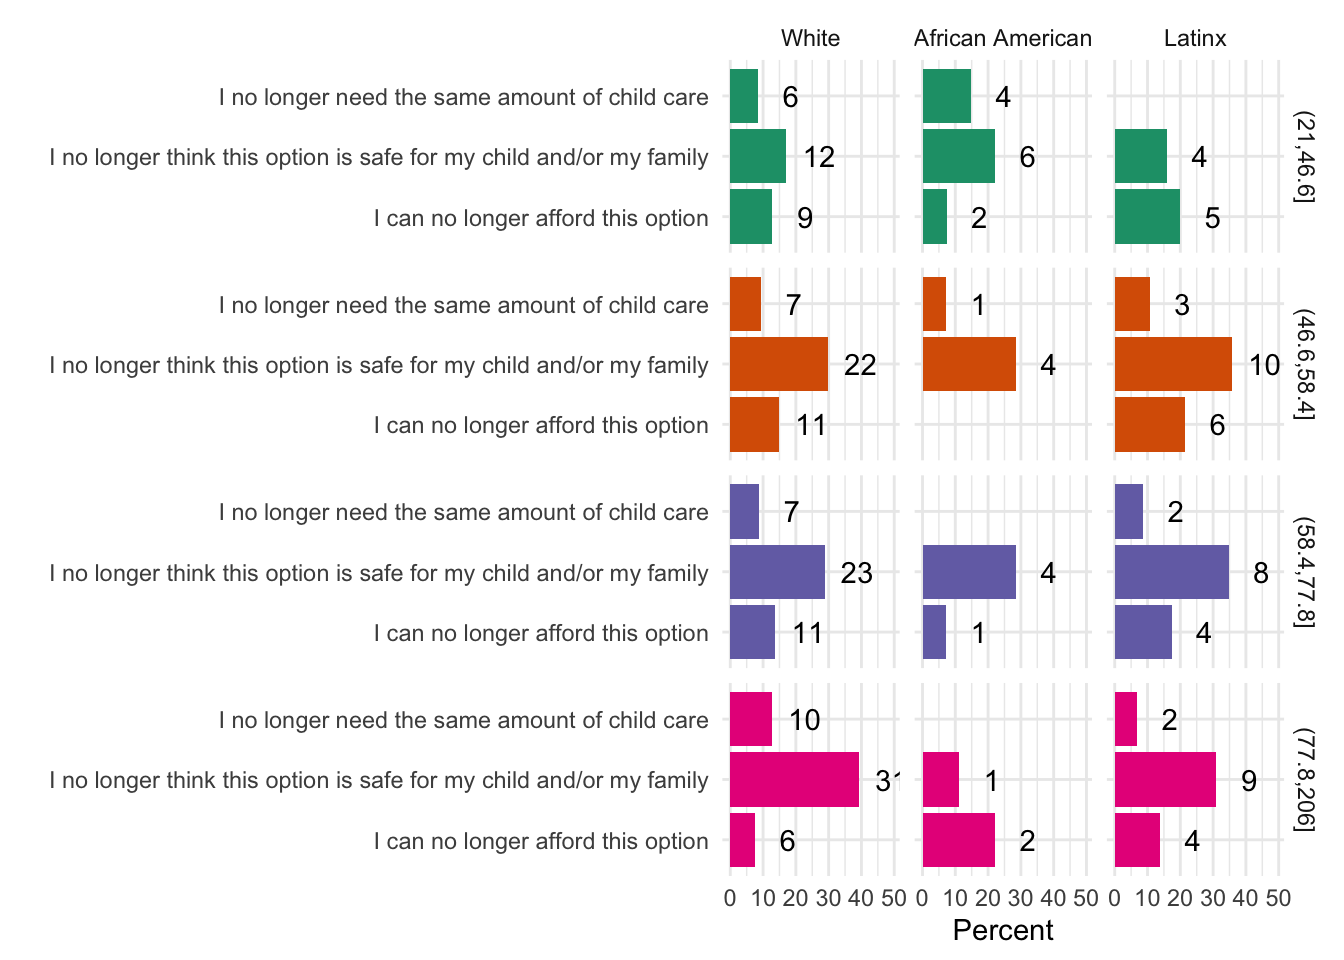 White African American Latinx
I no longer need the same amount of child care 6 4
I no longer think this option is safe for my child and/or my family 12 6 4
I can no longer afford this option 9 2 5
(21,46.6]
I no longer need the same amount of child care 7 1 3
I no longer think this option is safe for my child and/or my family 22 4 10
I can no longer afford this option 11 6
(46.6,58.4]
I no longer need the same amount of child care 7 2
I no longer think this option is safe for my child and/or my family 23 4 8
I can no longer afford this option 11 1 4
(58.4,77.8]
I no longer need the same amount of child care 10 2
I no longer think this option is safe for my child and/or my family 31 1 9
I can no longer afford this option 6 2 4
(77.8,206]
0 10 20 30 40 50 0 10 20 30 40 50 0 10 20 30 40 50
Percent